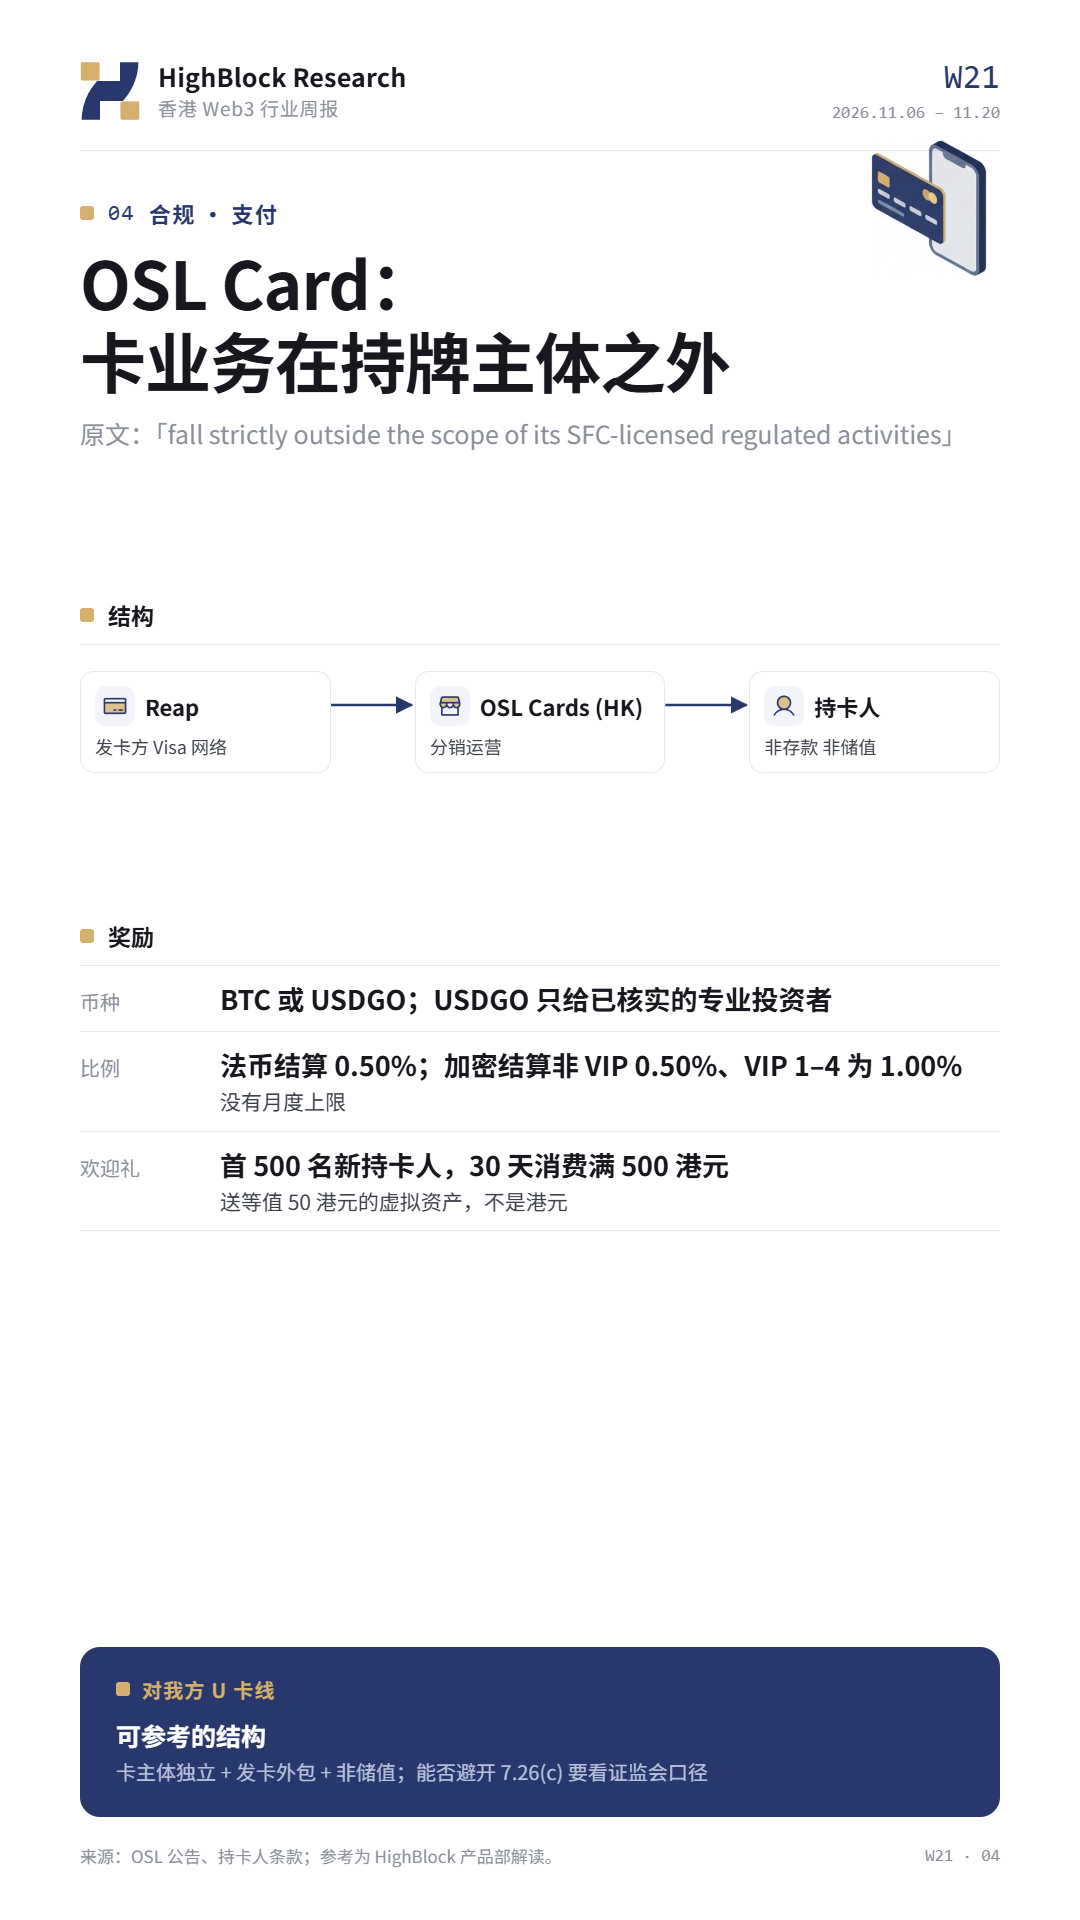 HighBlock Research
香港 Web3 行业周报
W21
2026.11.06 – 11.20
04 合规 · 支付
OSL Card：
卡业务在持牌主体之外
原文：「fall strictly outside the scope of its SFC-licensed regulated activities」
结构
Reap
发卡方 Visa 网络
OSL Cards (HK)
分销运营
持卡人
非存款 非储值
奖励
币种
BTC 或 USDGO；USDGO 只给已核实的专业投资者
比例
法币结算 0.50%；加密结算非 VIP 0.50%、VIP 1–4 为 1.00%
没有月度上限
欢迎礼
首 500 名新持卡人，30 天消费满 500 港元
送等值 50 港元的虚拟资产，不是港元
对我方 U 卡线
可参考的结构
卡主体独立 + 发卡外包 + 非储值；能否避开 7.26(c) 要看证监会口径
来源：OSL 公告、持卡人条款；参考为 HighBlock 产品部解读。
W21 · 04